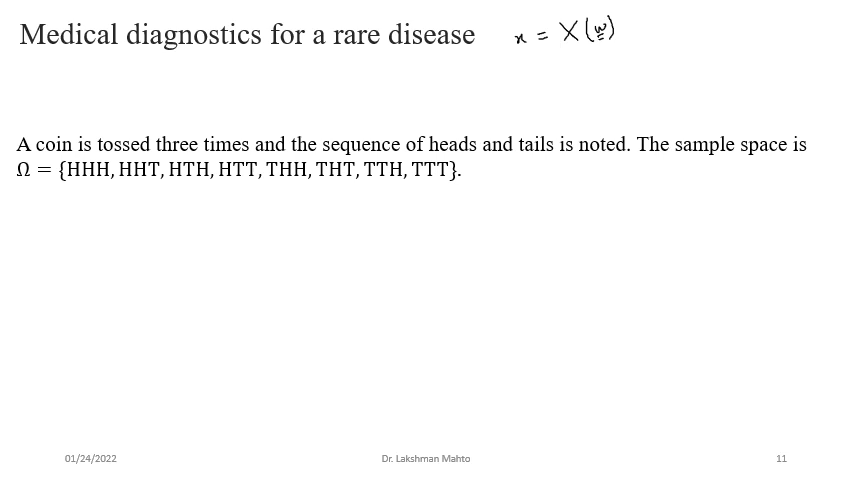 Medical diagnostics for a rare disease x = X(ω)
A coin is tossed three times and the sequence of heads and tails is noted. The sample space is
Ω = {HHH, HHT, HTH, HTT, THH, THT, TTH, TTT}.
01/24/2022 Dr. Lakshman Mahto 11